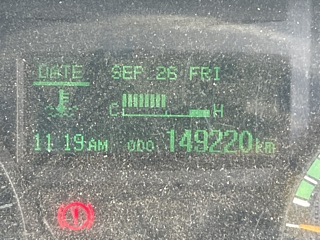 DATE SEP 26 FRI
C H
11:19 AM ODO 149220 km